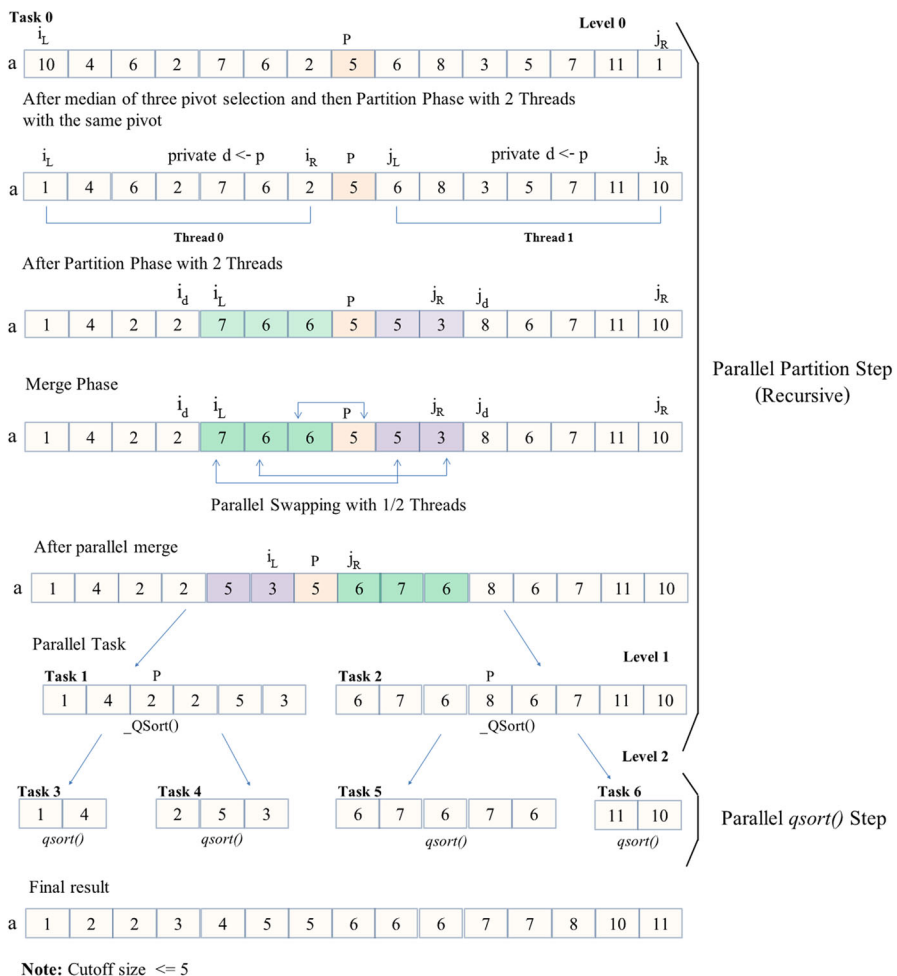 Task 0
Level 0
iL P jR
a 10 4 6 2 7 6 2 5 6 8 3 5 7 11 1
After median of three pivot selection and then Partition Phase with 2 Threads
with the same pivot
iL private d <- p iR P jL private d <- p jR
a 1 4 6 2 7 6 2 5 6 8 3 5 7 11 10
Thread 0 Thread 1
After Partition Phase with 2 Threads
id iL P jR jd jR
a 1 4 2 2 7 6 6 5 5 3 8 6 7 11 10
Merge Phase
id iL P jR jd jR
a 1 4 2 2 7 6 6 5 5 3 8 6 7 11 10
Parallel Swapping with 1/2 Threads
After parallel merge
iL P jR
a 1 4 2 2 5 3 5 6 7 6 8 6 7 11 10
Parallel Task
Level 1
Task 1 P Task 2 P
1 4 2 2 5 3 6 7 6 8 6 7 11 10
_QSort() _QSort()
Level 2
Parallel Partition Step
(Recursive)
Task 3 Task 4 Task 5 Task 6
1 4 2 5 3 6 7 6 7 6 11 10
qsort() qsort() qsort() qsort()
Parallel qsort() Step
Final result
a 1 2 2 3 4 5 5 6 6 6 7 7 8 10 11
Note: Cutoff size <= 5